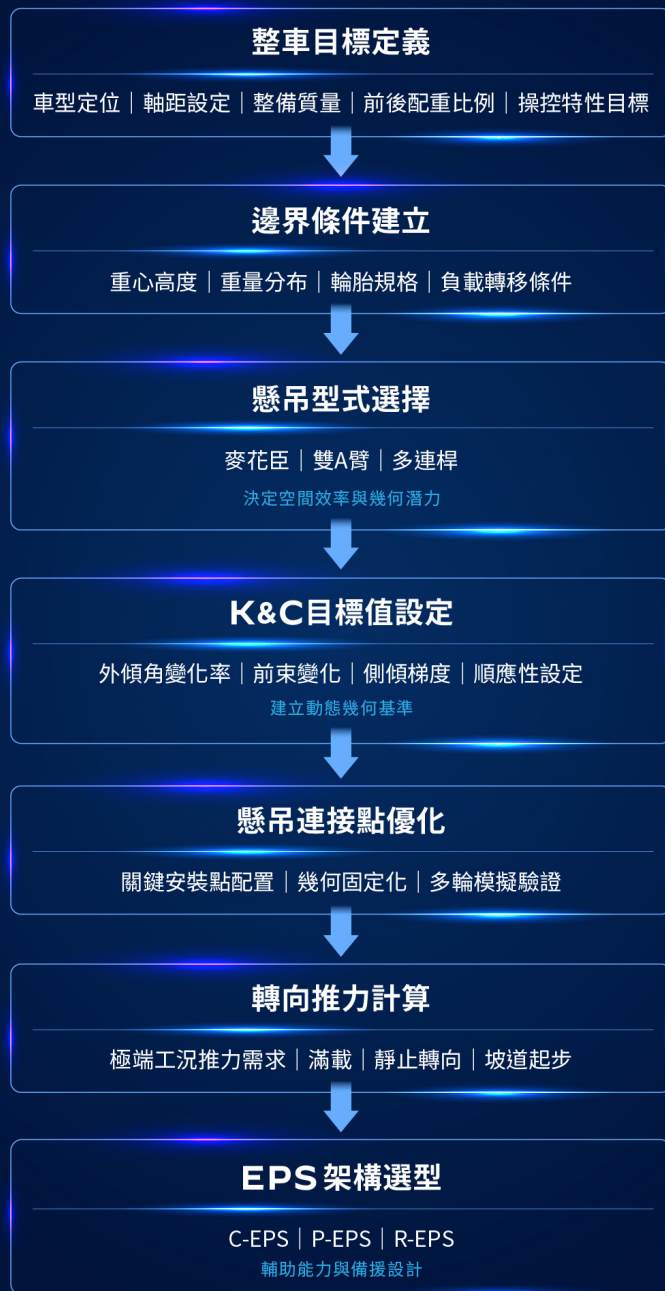 整車目標定義
車型定位｜軸距設定｜整備質量｜前後配重比例｜操控特性目標
邊界條件建立
重心高度｜重量分布｜輪胎規格｜負載轉移條件
懸吊型式選擇
麥花臣｜雙A臂｜多連桿
決定空間效率與幾何潛力
K&C目標值設定
外傾角變化率｜前束變化｜側傾梯度｜順應性設定
建立動態幾何基準
懸吊連接點優化
關鍵安裝點配置｜幾何固定化｜多輪模擬驗證
轉向推力計算
極端工況推力需求｜滿載｜靜止轉向｜坡道起步
EPS 架構選型
C-EPS｜P-EPS｜R-EPS
輔助能力與備援設計